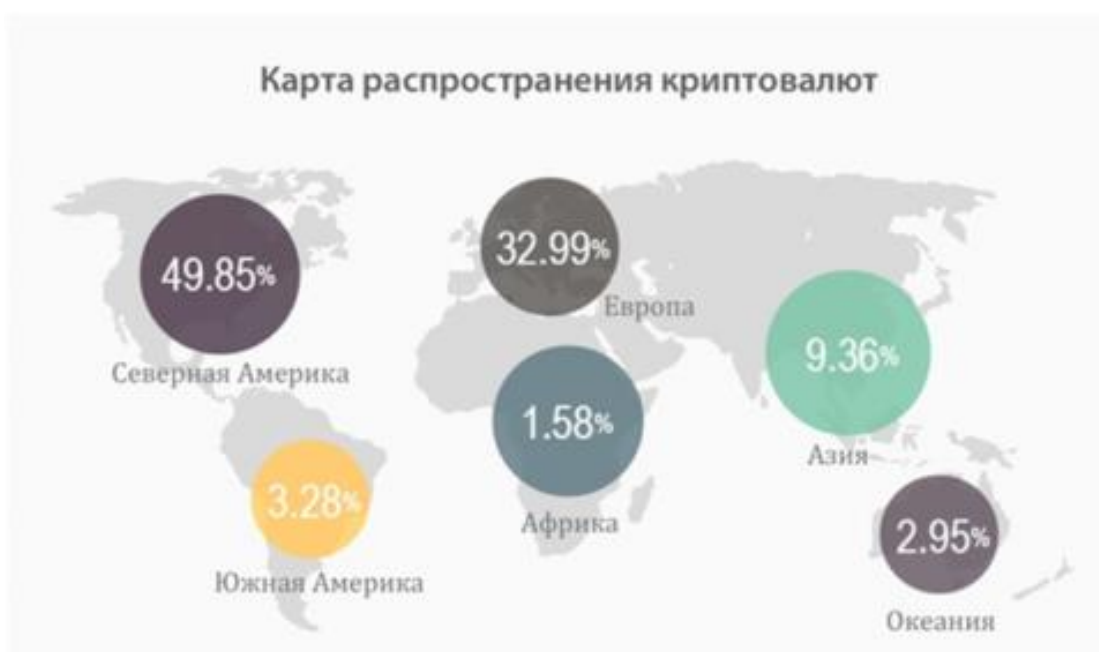 Карта распространения криптовалют
49.85%
Северная Америка
32.99%
Европа
9.36%
Азия
1.58%
Африка
3.28%
Южная Америка
2.95%
Океания